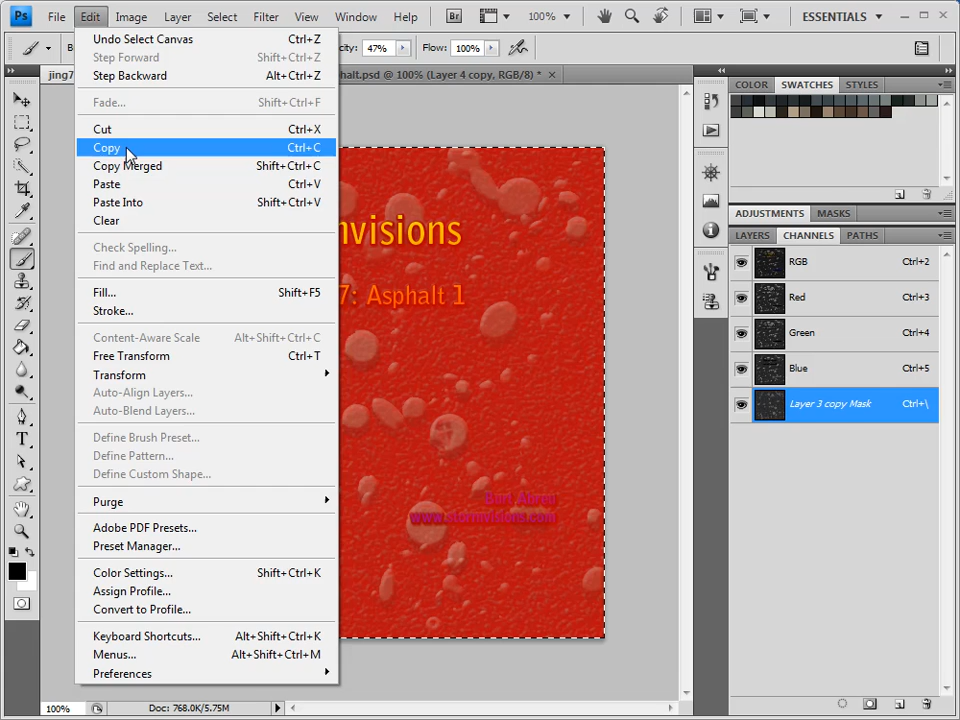 Ps File Edit Image Layer Select Filter View Window Help Br 100% ESSENTIALS
47% Flow: 100%
Undo Select Canvas Ctrl+Z
Step Forward Shift+Ctrl+Z
Step Backward Alt+Ctrl+Z
Fade... Shift+Ctrl+F
Cut Ctrl+X
Copy Ctrl+C
Copy Merged Shift+Ctrl+C
Paste Ctrl+V
Paste Into Shift+Ctrl+V
Clear
Check Spelling...
Find and Replace Text...
Fill... Shift+F5
Stroke...
Content-Aware Scale Alt+Shift+Ctrl+C
Free Transform Ctrl+T
Transform
Auto-Align Layers...
Auto-Blend Layers...
Define Brush Preset...
Define Pattern...
Define Custom Shape...
Purge
Adobe PDF Presets...
Preset Manager...
Color Settings... Shift+Ctrl+K
Assign Profile...
Convert to Profile...
Keyboard Shortcuts... Alt+Shift+Ctrl+K
Menus... Alt+Shift+Ctrl+M
Preferences
jing7
halt.psd @ 100% (Layer 4 copy, RGB/8) *
nvisions
7: Asphalt 1
www.stormvisions.com
COLOR SWATCHES STYLES
ADJUSTMENTS MASKS
LAYERS CHANNELS PATHS
RGB Ctrl+2
Red Ctrl+3
Green Ctrl+4
Blue Ctrl+5
Layer 3 copy Mask Ctrl+\
100% Doc: 768.0K/5.75M